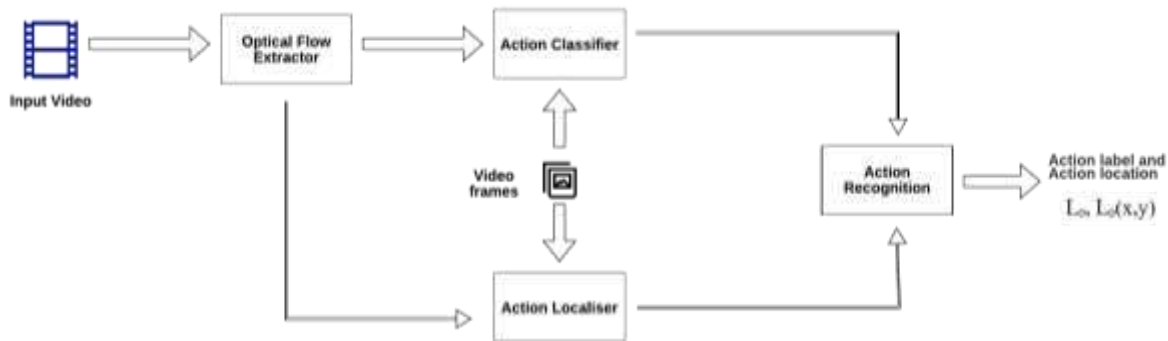 Input Video
Optical Flow
Extractor
Action Classifier
Video
frames
Action Localiser
Action
Recognition
Action label and
Action location
L₀, L₀(x,y)